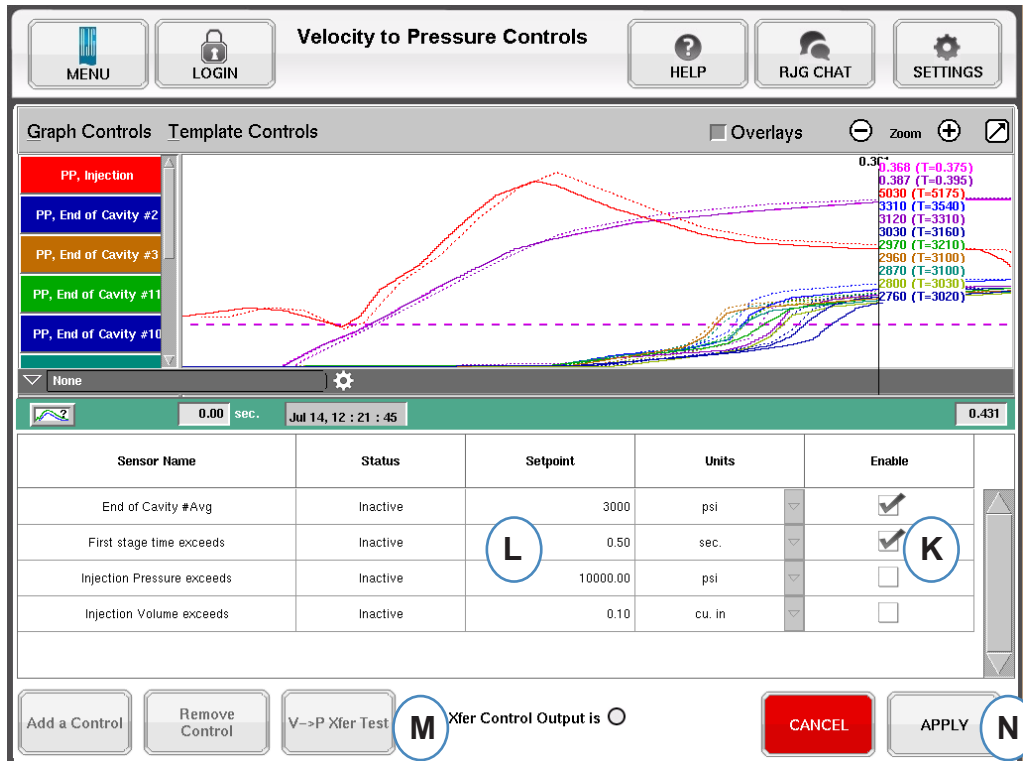 Velocity to Pressure Controls
MENU
LOGIN
HELP
RJG CHAT
SETTINGS
Graph Controls Template Controls
Overlays
Zoom
PP, Injection
PP, End of Cavity #2
PP, End of Cavity #3
PP, End of Cavity #11
PP, End of Cavity #10
0.368 (T=0.375)
0.387 (T=0.395)
5030 (T=5175)
3310 (T=3540)
3120 (T=3310)
3030 (T=3160)
2970 (T=3210)
2960 (T=3100)
2870 (T=3100)
2800 (T=3030)
2760 (T=3020)
None
?
0.00 sec.
Jul 14, 12 : 21 : 45
0.431
Sensor Name Status Setpoint Units Enable
End of Cavity #Avg Inactive 3000 psi
First stage time exceeds Inactive L 0.50 sec. K
Injection Pressure exceeds Inactive 10000.00 psi
Injection Volume exceeds Inactive 0.10 cu. in
Add a Control
Remove
Control
V->P Xfer Test
M
Xfer Control Output is
CANCEL
APPLY
N